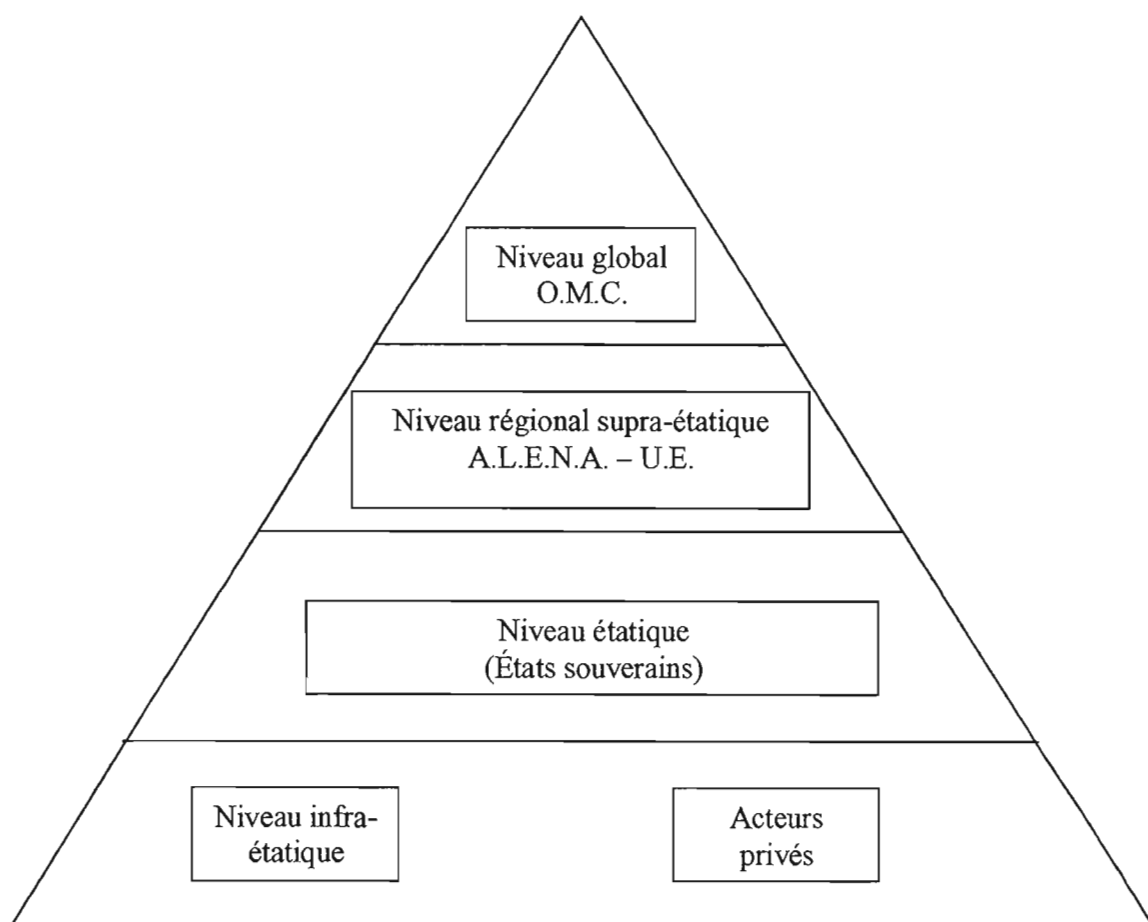 Niveau global
O.M.C.
Niveau régional supra-étatique
A.L.E.N.A. – U.E.
Niveau étatique
(États souverains)
Niveau infra-
étatique
Acteurs
privés